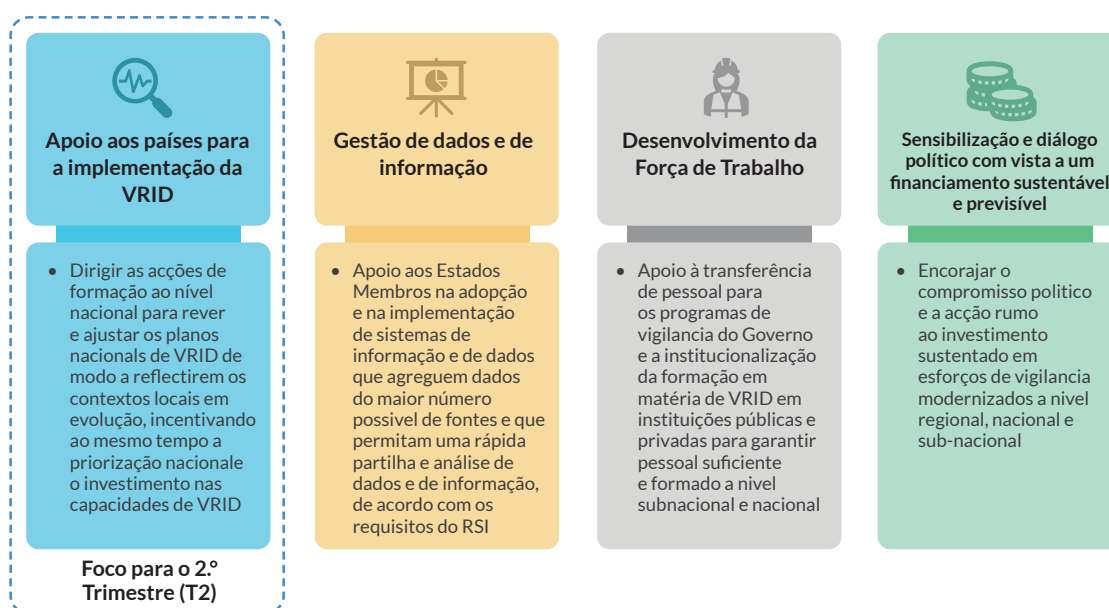 Apoio aos países para
a implementação da
VRID
• Dirigir as acções de
formação ao nível
nacional para rever
e ajustar os planos
nacionals de VRID de
modo a reflectirem os
contextos locais em
evolução, incentivando
ao mesmo tempo a
priorização nacionale
o investimento nas
capacidades de VRID
Foco para o 2.º
Trimestre (T2)
Gestão de dados e de
informação
• Apoio aos Estados
Membros na adopção
e na implementação
de sistemas de
informação e de dados
que agreguem dados
do maior número
possivel de fontes e que
permitam uma rápida
partilha e análise de
dados e de informação,
de acordo com os
requisitos do RSI
Desenvolvimento da
Força de Trabalho
• Apoio à transferência
de pessoal para
os programas de
vigilancia do Governo
e a institucionalização
da formação em
matéria de VRID em
instituições públicas e
privadas para garantir
pessoal suficiente
e formado a nivel
subnacional e nacional
Sensibilização e diálogo
político com vista a um
financiamento sustentável
e previsível
• Encorajar o
compromisso politico
e a acção rumo
ao investimento
sustentado em
esforços de vigilancia
modernizados a nivel
regional, nacional e
sub-nacional